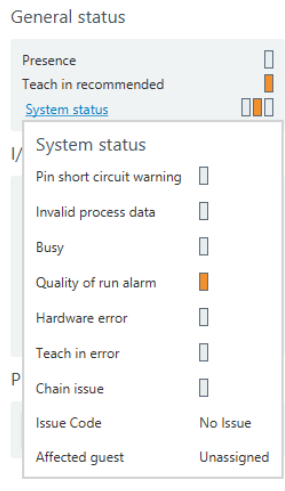 General status
Presence
Teach in recommended
System status
I/
System status
Pin short circuit warning
Invalid process data
Busy
Quality of run alarm
Hardware error
Teach in error
Chain issue
P
Issue Code No Issue
Affected guest Unassigned